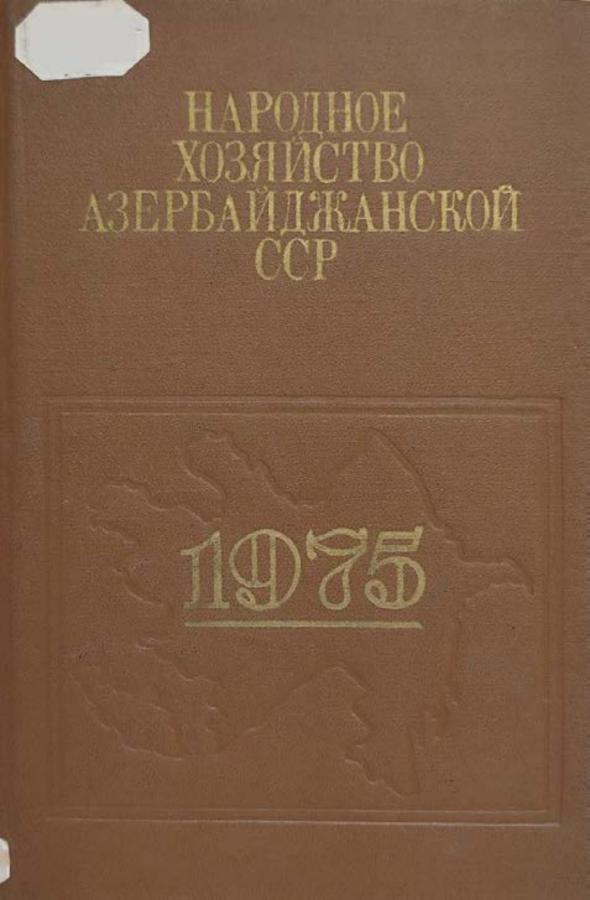 НАРОДНОЕ
ХОЗЯЙСТВО
АЗЕРБАЙДЖАНСКОЙ
ССР
1975